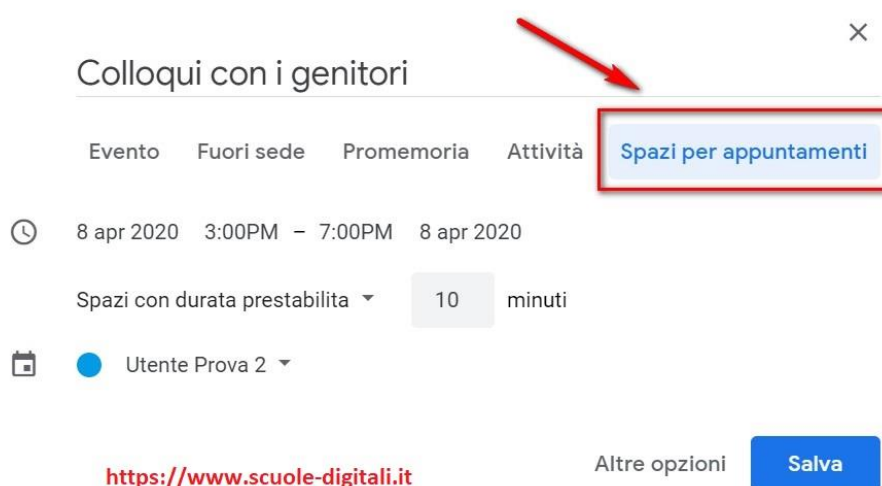 Colloqui con i genitori
Evento Fuori sede Promemoria Attività Spazi per appuntamenti
8 apr 2020 3:00PM – 7:00PM 8 apr 2020
Spazi con durata prestabilita 10 minuti
Utente Prova 2
Altre opzioni Salva
https://www.scuole-digitali.it